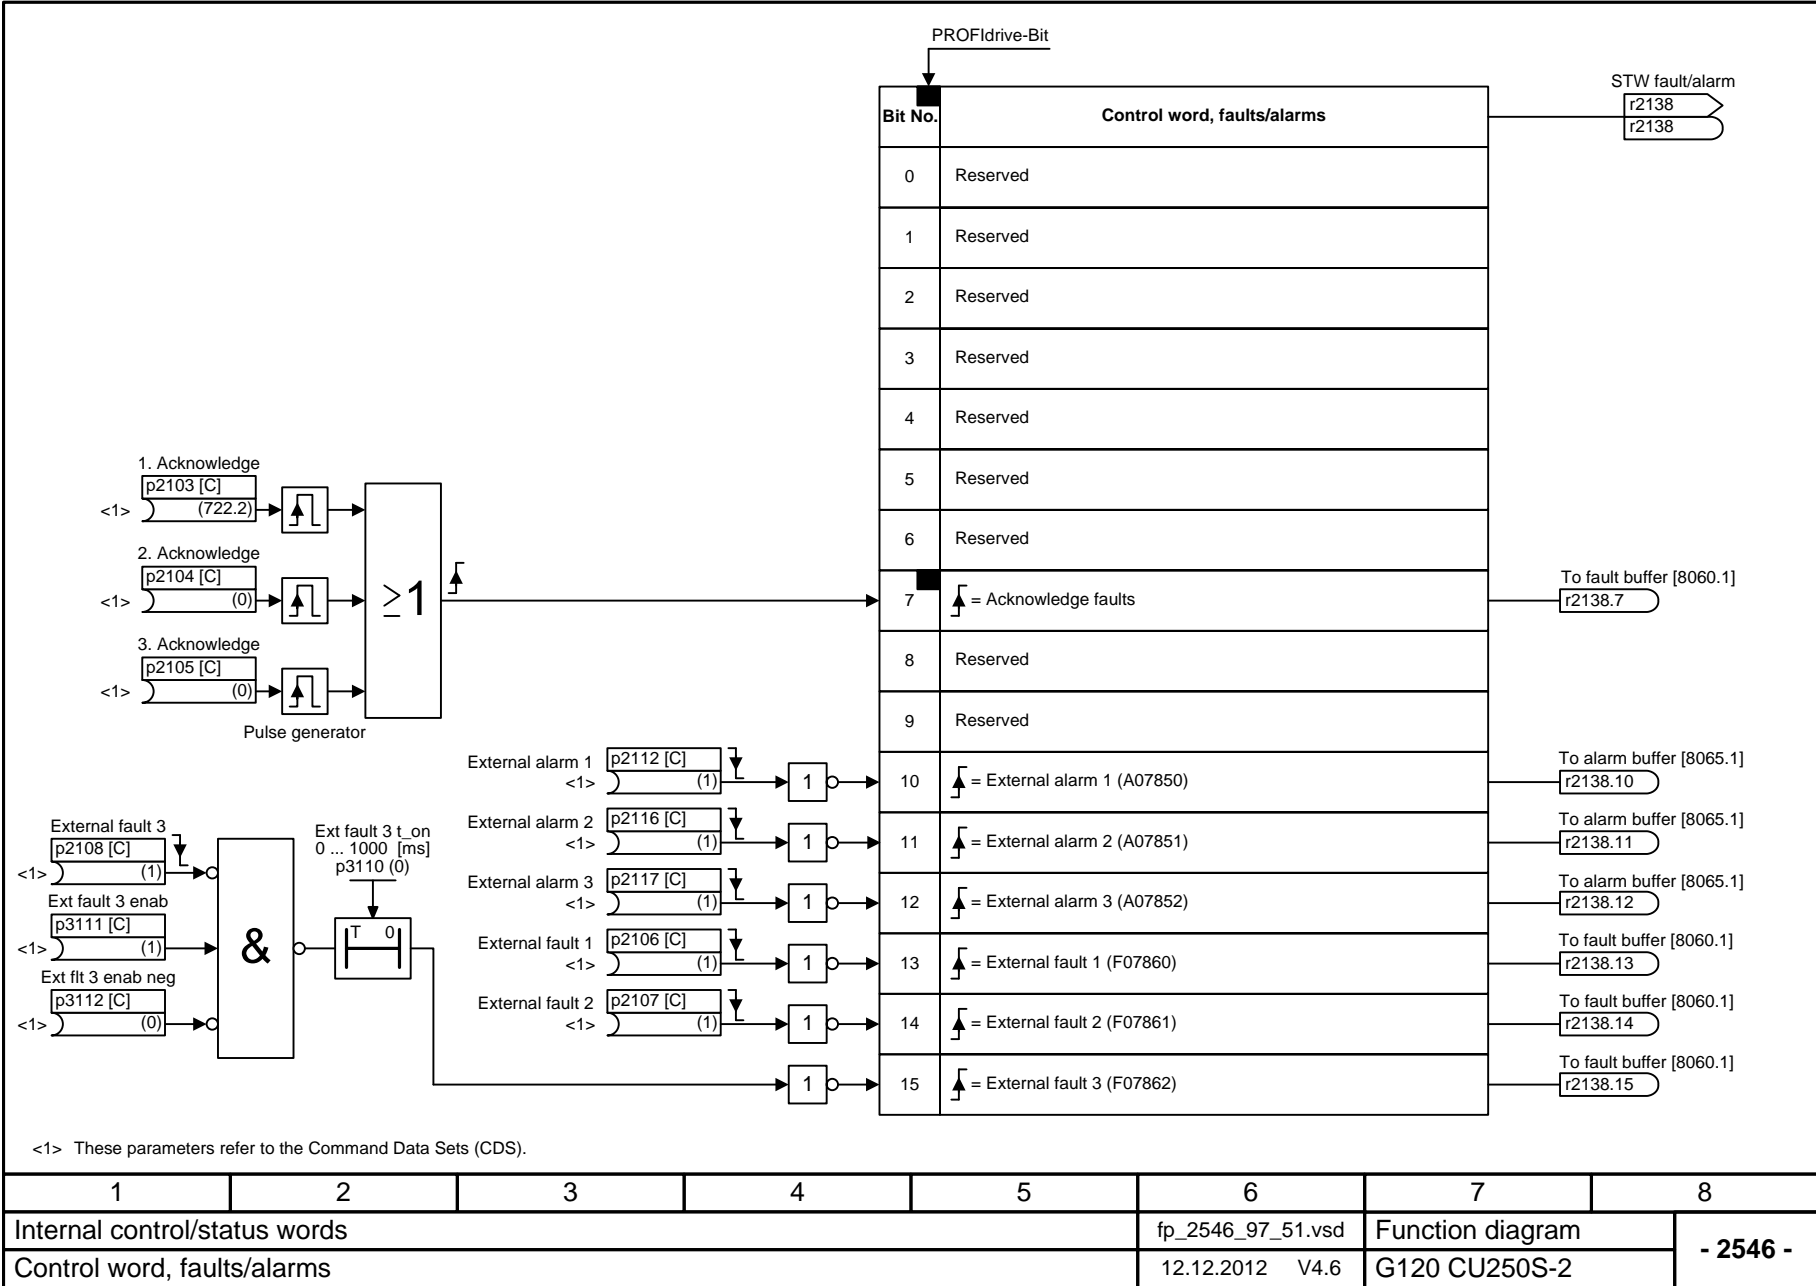 PROFIdrive-Bit
STW fault/alarm
r2138
r2138
Bit No. Control word, faults/alarms
0 Reserved
1 Reserved
2 Reserved
3 Reserved
4 Reserved
5 Reserved
6 Reserved
7 = Acknowledge faults
8 Reserved
9 Reserved
10 = External alarm 1 (A07850)
11 = External alarm 2 (A07851)
12 = External alarm 3 (A07852)
13 = External fault 1 (F07860)
14 = External fault 2 (F07861)
15 = External fault 3 (F07862)
1. Acknowledge
p2103 [C]
<1> (722.2)
2. Acknowledge
p2104 [C]
<1> (0)
3. Acknowledge
p2105 [C]
<1> (0)
Pulse generator
≥1
External alarm 1 p2112 [C]
<1> (1) 1
External alarm 2 p2116 [C]
<1> (1) 1
External alarm 3 p2117 [C]
<1> (1) 1
External fault 1 p2106 [C]
<1> (1) 1
External fault 2 p2107 [C]
<1> (1) 1
1
External fault 3
p2108 [C]
<1> (1)
Ext fault 3 enab
p3111 [C]
<1> (1)
Ext flt 3 enab neg
p3112 [C]
<1> (0)
&
Ext fault 3 t_on
0 ... 1000 [ms]
p3110 (0)
T 0
To fault buffer [8060.1]
r2138.7
To alarm buffer [8065.1]
r2138.10
To alarm buffer [8065.1]
r2138.11
To alarm buffer [8065.1]
r2138.12
To fault buffer [8060.1]
r2138.13
To fault buffer [8060.1]
r2138.14
To fault buffer [8060.1]
r2138.15
<1> These parameters refer to the Command Data Sets (CDS).
1 2 3 4 5 6 7 8
Internal control/status words fp_2546_97_51.vsd Function diagram
- 2546 -
Control word, faults/alarms 12.12.2012 V4.6 G120 CU250S-2